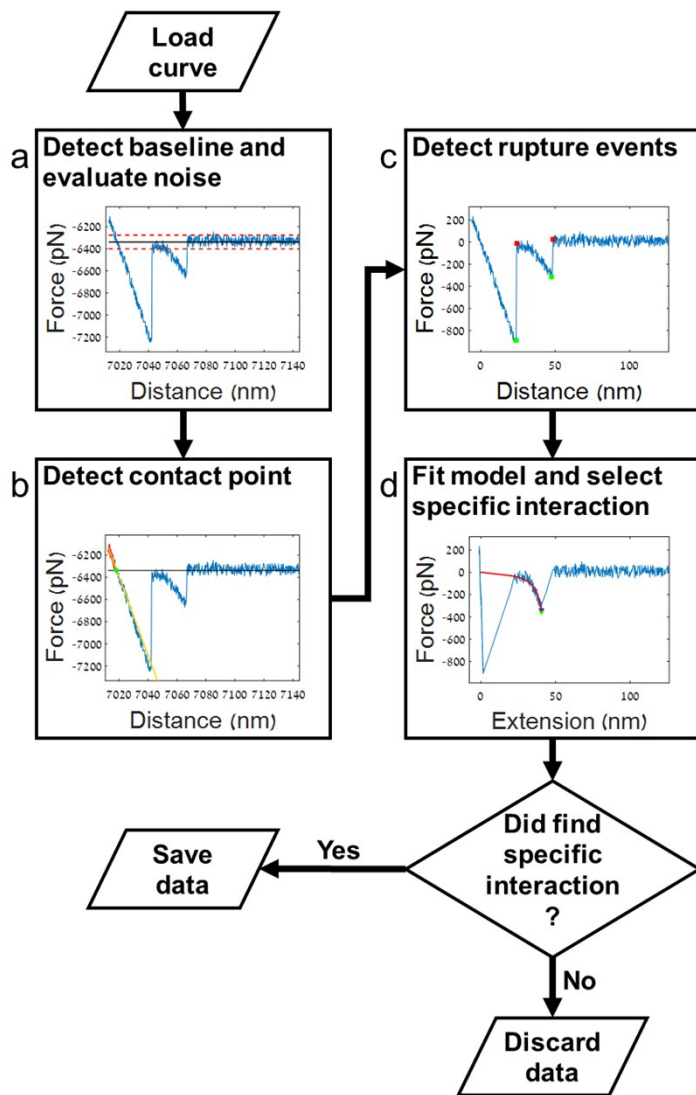 Load
curve
a
Detect baseline and
evaluate noise
-6200
-6400
-6600
-6800
-7000
-7200
Force (pN)
7020 7040 7060 7080 7100 7120 7140
Distance (nm)
b
Detect contact point
-6200
-6400
-6600
-6800
-7000
-7200
Force (pN)
7020 7040 7060 7080 7100 7120 7140
Distance (nm)
c
Detect rupture events
200
0
-200
-400
-600
-800
Force (pN)
0 50 100
Distance (nm)
d
Fit model and select
specific interaction
200
0
-200
-400
-600
-800
Force (pN)
0 50 100
Extension (nm)
Did find
specific
interaction
?
Yes
Save
data
No
Discard
data